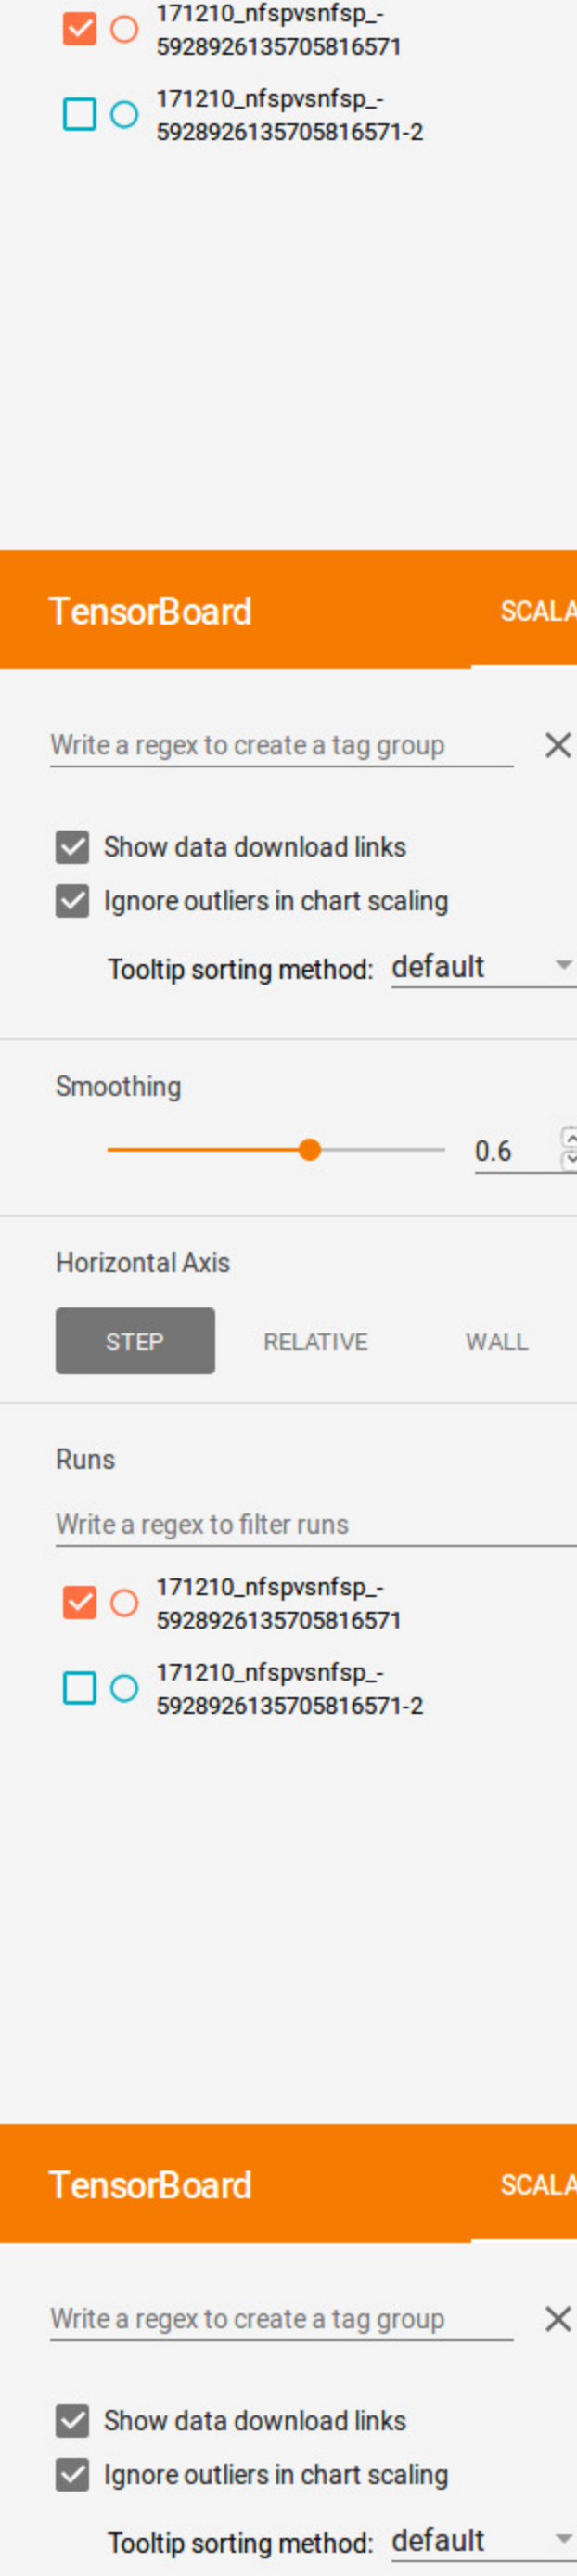 171210_nfspvsnfsp_-
5928926135705816571
171210_nfspvsnfsp_-
5928926135705816571-2
TensorBoard SCALA
Write a regex to create a tag group
Show data download links
Ignore outliers in chart scaling
Tooltip sorting method: default
Smoothing
0.6
Horizontal Axis
STEP RELATIVE WALL
Runs
Write a regex to filter runs
171210_nfspvsnfsp_-
5928926135705816571
171210_nfspvsnfsp_-
5928926135705816571-2
TensorBoard SCALA
Write a regex to create a tag group
Show data download links
Ignore outliers in chart scaling
Tooltip sorting method: default